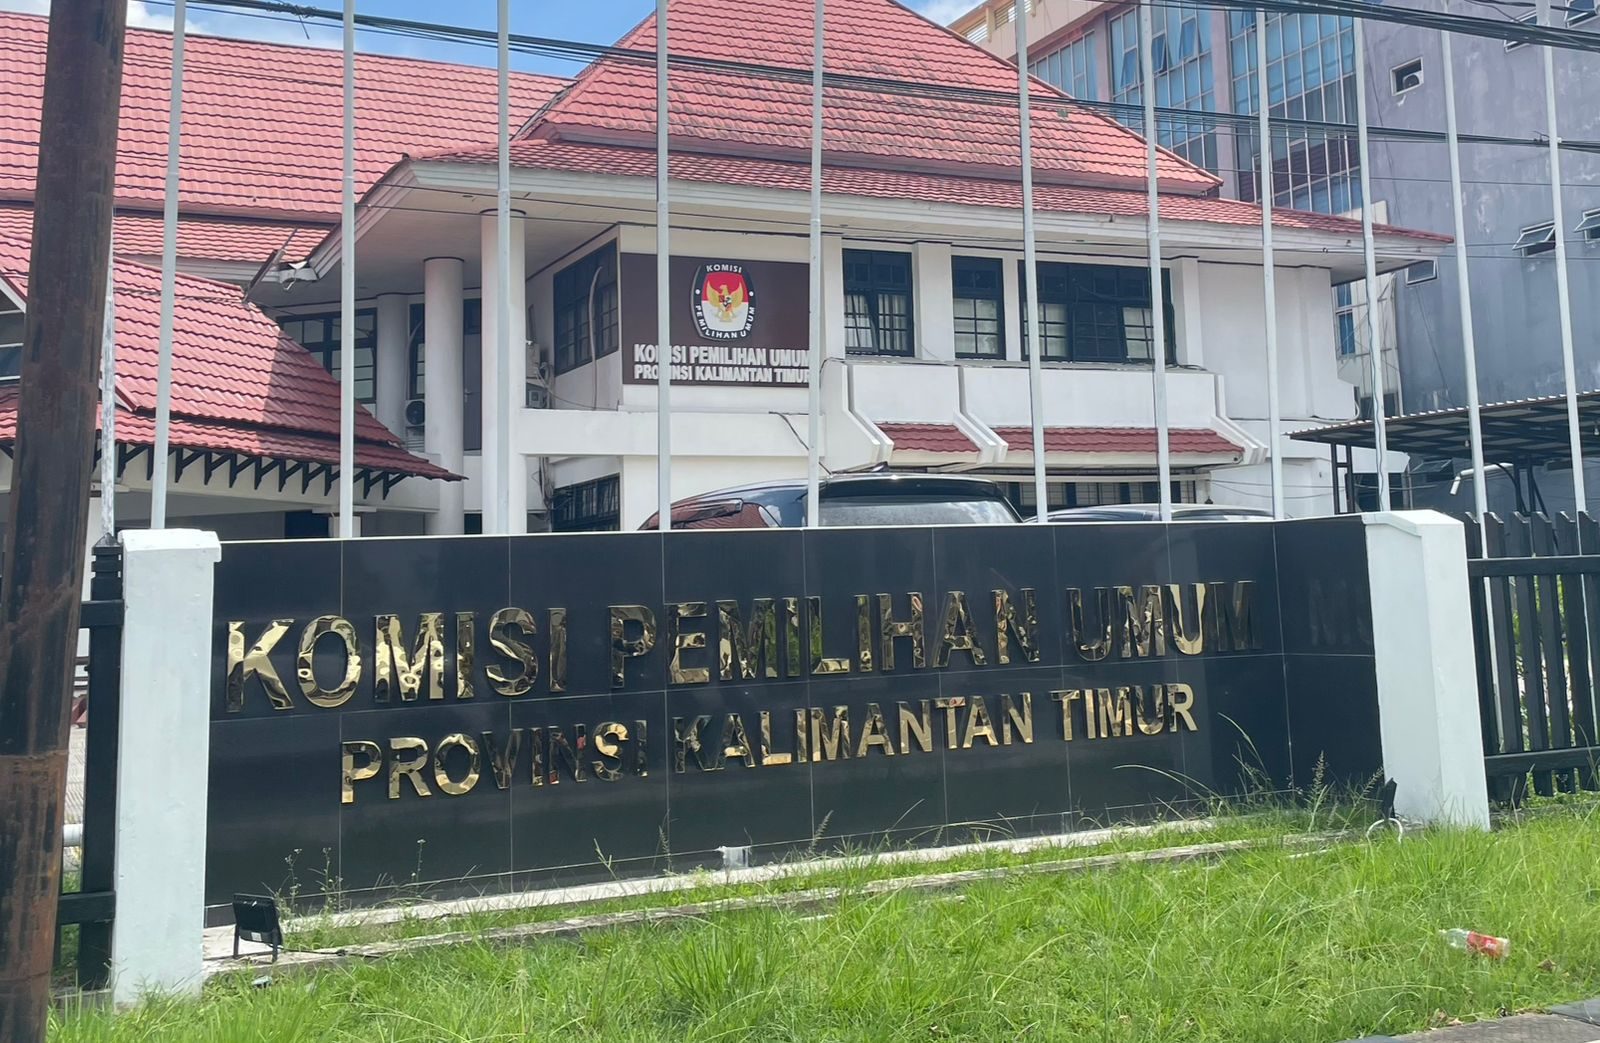 KOMISI
PEMILIHAN UMUM
KOMISI PEMILIHAN UMUM
PROVINSI KALIMANTAN TIMUR
KOMISI PEMILIHAN UMUM
PROVINSI KALIMANTAN TIMUR